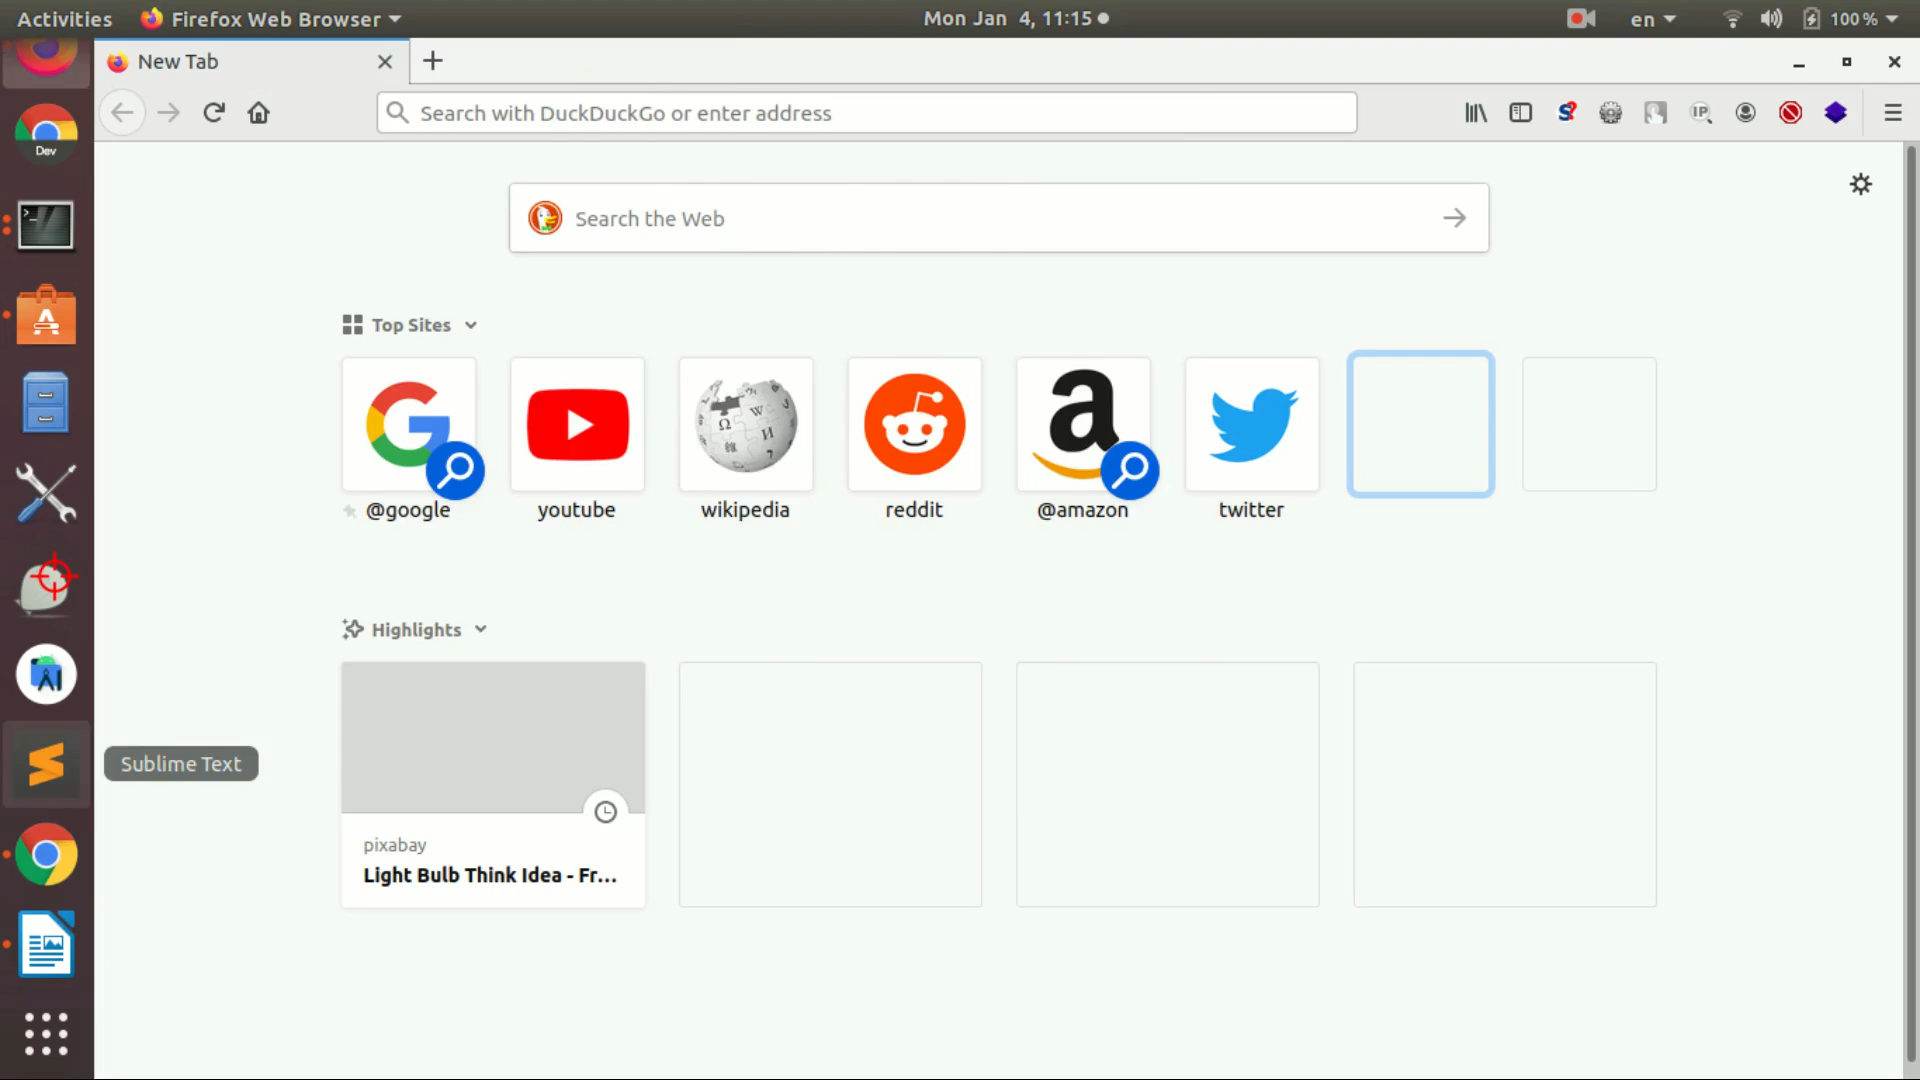 Activities
Firefox Web Browser
Mon Jan 4, 11:15
en
100 %
New Tab
Search with DuckDuckGo or enter address
IP
Dev
Search the Web
Top Sites
@google
youtube
wikipedia
reddit
@amazon
twitter
Highlights
Sublime Text
pixabay
Light Bulb Think Idea - Fr...